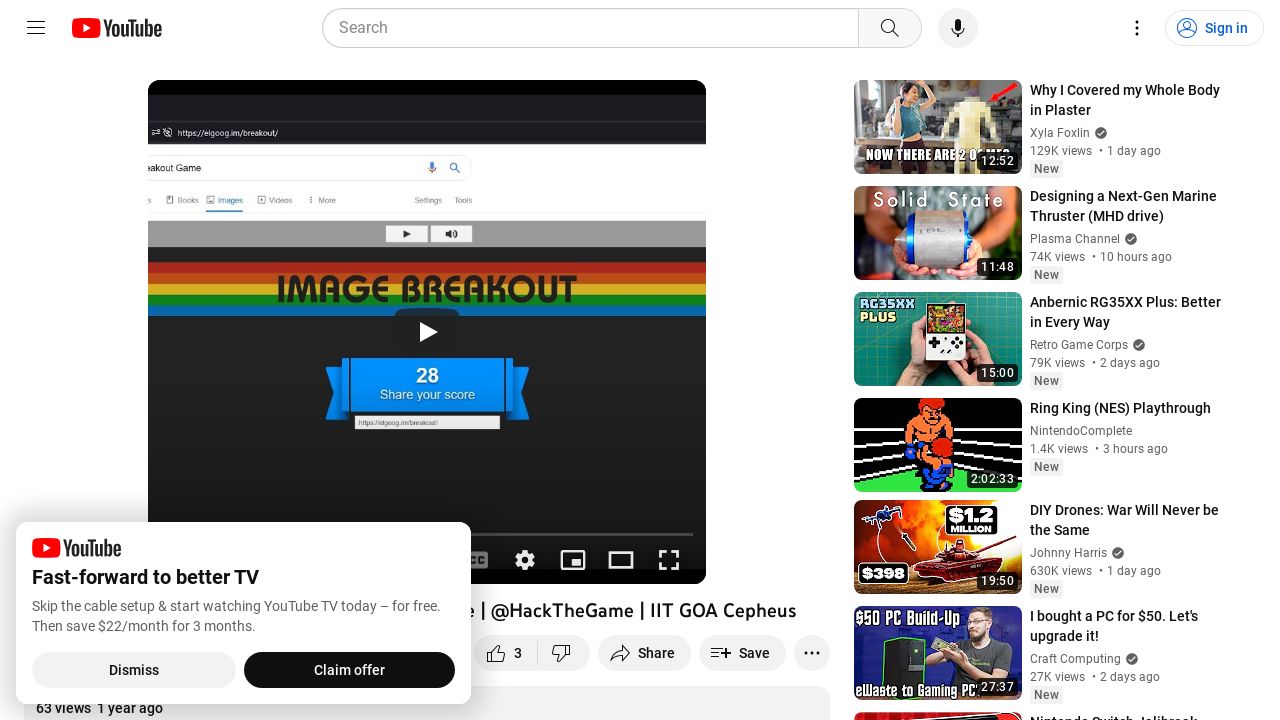 YouTube
Search
Sign in
https://elgoog.im/breakout/
eakout Game
Books
Images
Videos
More
Settings
Tools
IMAGE BREAKOUT
28
Share your score
https://elgoog.im/breakout/
| @HackTheGame | IIT GOA Cepheus
3
Share
Save
63 views 1 year ago
YouTube
Fast-forward to better TV
Skip the cable setup & start watching YouTube TV today – for free.
Then save $22/month for 3 months.
Dismiss
Claim offer
NOW THERE ARE 2 OF ME?
12:52
Why I Covered my Whole Body
in Plaster
Xyla Foxlin
129K views • 1 day ago
New
Solid State
11:48
Designing a Next-Gen Marine
Thruster (MHD drive)
Plasma Channel
74K views • 10 hours ago
New
RG35XX
PLUS
15:00
Anbernic RG35XX Plus: Better
in Every Way
Retro Game Corps
79K views • 2 days ago
New
2:02:33
Ring King (NES) Playthrough
NintendoComplete
1.4K views • 3 hours ago
New
$1.2
MILLION
$398
19:50
DIY Drones: War Will Never be
the Same
Johnny Harris
630K views • 1 day ago
New
$50 PC Build-Up
eWaste to Gaming PC
27:37
I bought a PC for $50. Let's
upgrade it!
Craft Computing
27K views • 2 days ago
New
Nintendo Switch Jailbreak